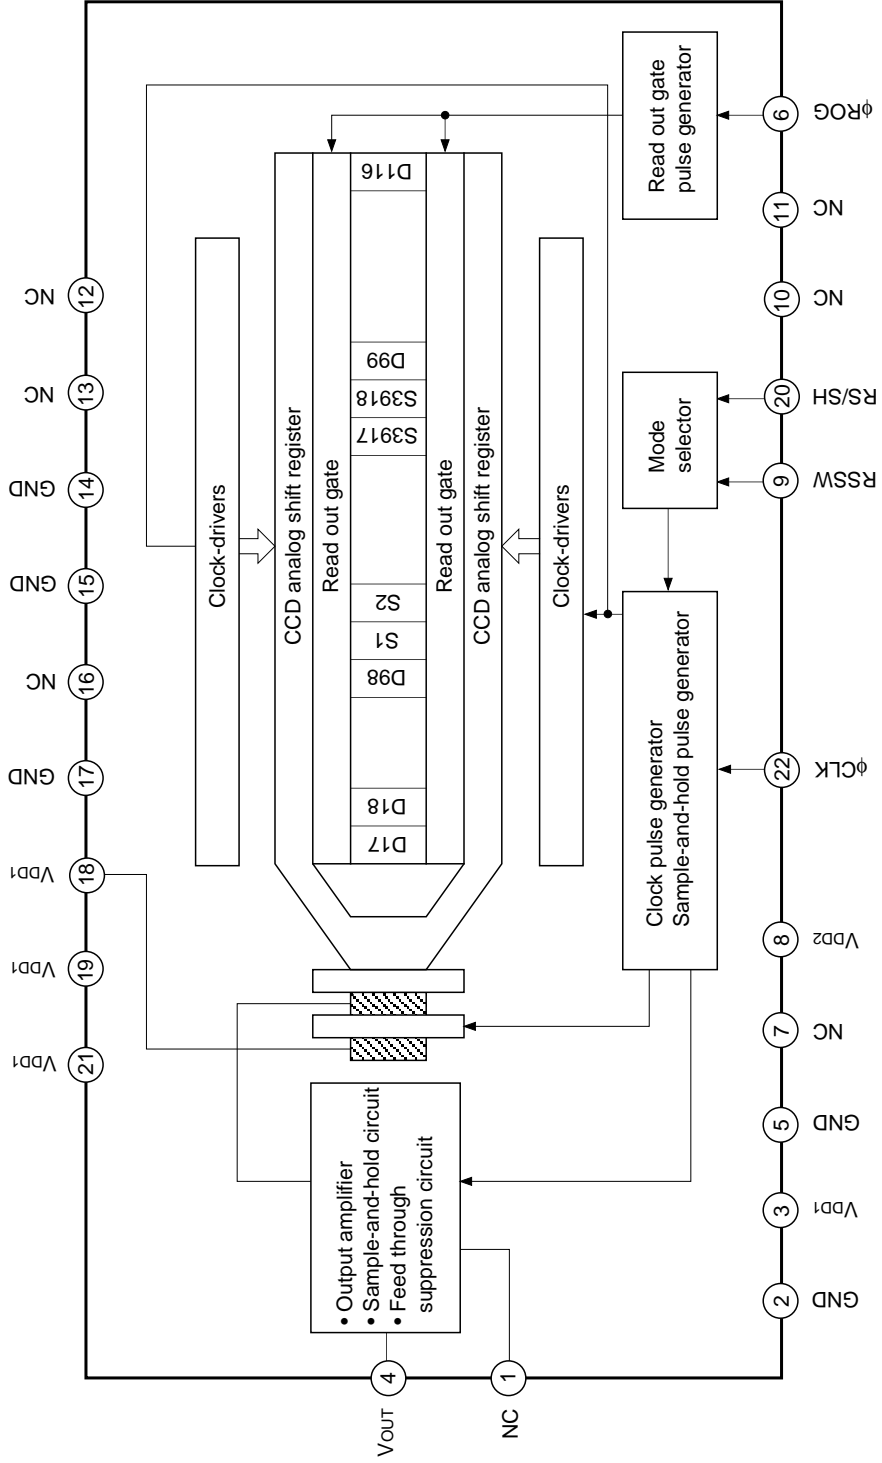 φROG
6
Read out gate
pulse generator
NC
11
NC
10
RS/SH
20
RSSW
9
Mode
selector
φCLK
22
Clock pulse generator
Sample-and-hold pulse generator
VDD2
8
NC
7
GND
5
VDD1
3
GND
2
NC
12
NC
13
GND
14
GND
15
NC
16
GND
17
VDD1
18
VDD1
19
VDD1
21
Clock-drivers
CCD analog shift register
Read out gate
D17
D18
D98
S1
S2
S3917
S3918
D99
D116
Read out gate
CCD analog shift register
Clock-drivers
• Output amplifier
• Sample-and-hold circuit
• Feed through
suppression circuit
4
VOUT
1
NC